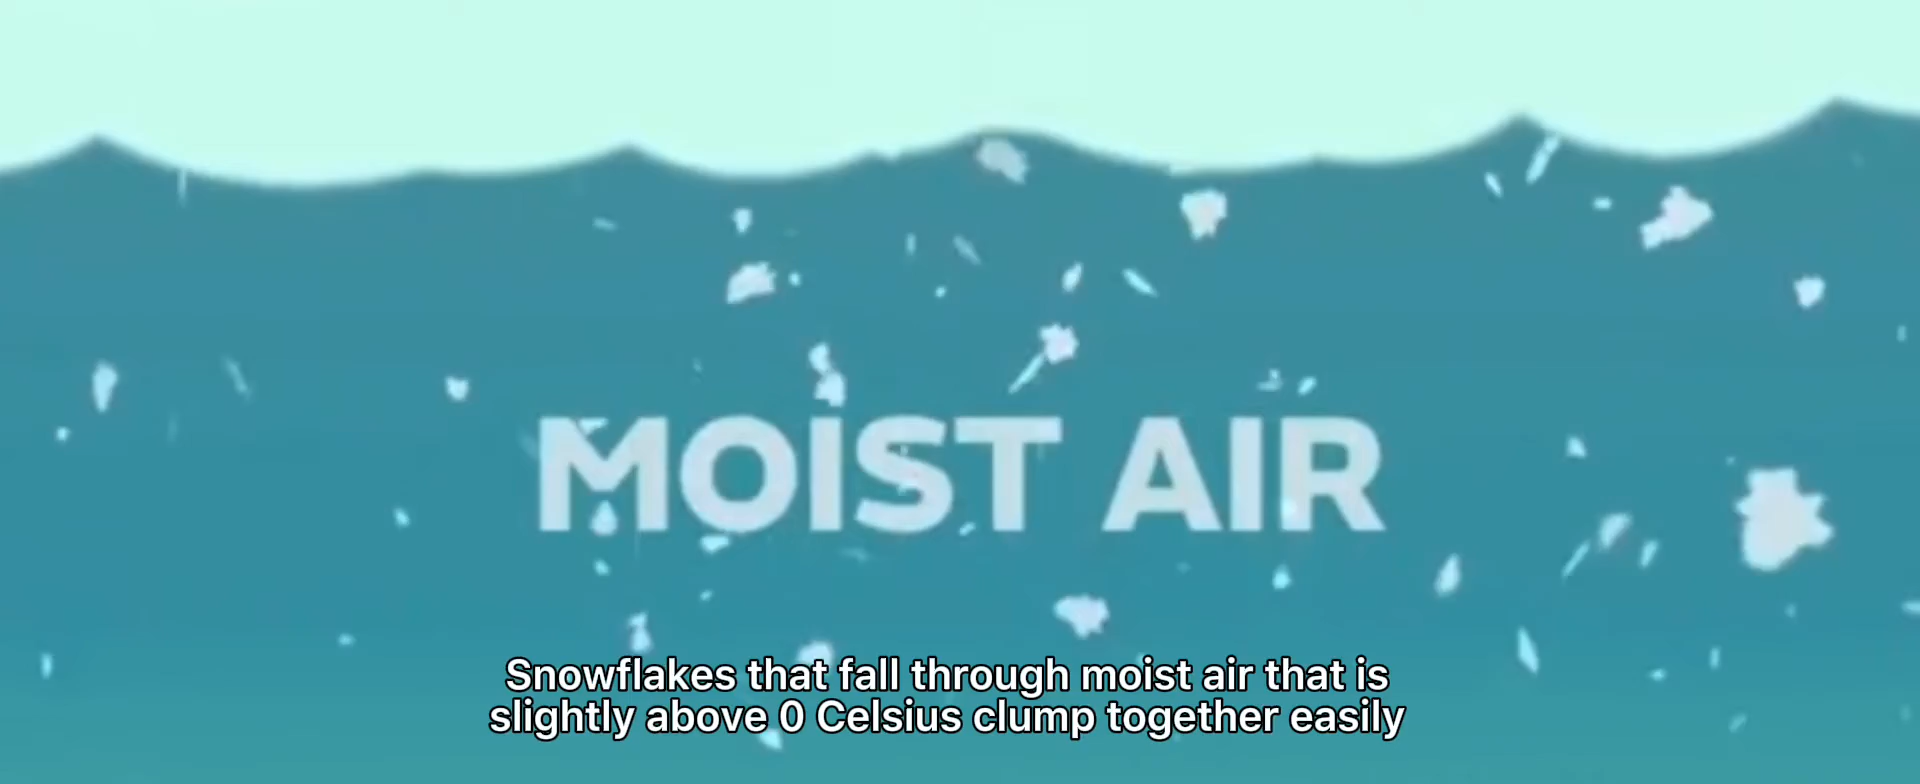 MOIST AIR
Snowflakes that fall through moist air that is
slightly above 0 Celsius clump together easily